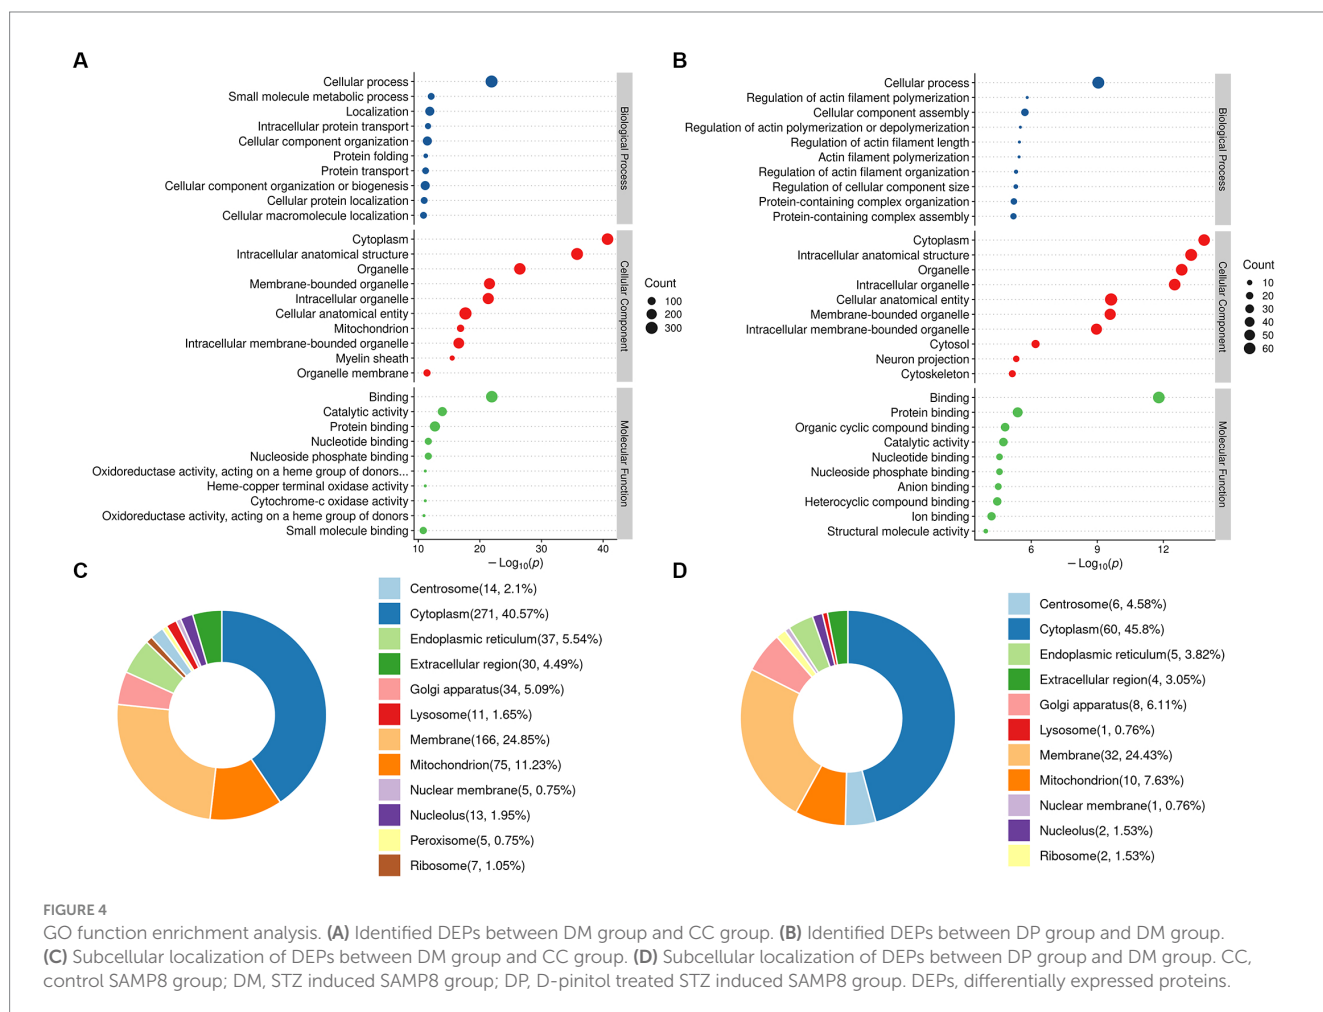 A
Cellular process
Small molecule metabolic process
Localization
Intracellular protein transport
Cellular component organization
Protein folding
Protein transport
Cellular component organization or biogenesis
Cellular protein localization
Cellular macromolecule localization
Biological Process
Cytoplasm
Intracellular anatomical structure
Organelle
Membrane-bounded organelle
Intracellular organelle
Cellular anatomical entity
Mitochondrion
Intracellular membrane-bounded organelle
Myelin sheath
Organelle membrane
Cellular Component
Binding
Catalytic activity
Protein binding
Nucleotide binding
Nucleoside phosphate binding
Oxidoreductase activity, acting on a heme group of donors...
Heme-copper terminal oxidase activity
Cytochrome-c oxidase activity
Oxidoreductase activity, acting on a heme group of donors
Small molecule binding
Molecular Function
10 20 30 40
−Log10(p)
Count
100
200
300
B
Cellular process
Regulation of actin filament polymerization
Cellular component assembly
Regulation of actin polymerization or depolymerization
Regulation of actin filament length
Actin filament polymerization
Regulation of actin filament organization
Regulation of cellular component size
Protein-containing complex organization
Protein-containing complex assembly
Biological Process
Cytoplasm
Intracellular anatomical structure
Organelle
Intracellular organelle
Cellular anatomical entity
Membrane-bounded organelle
Intracellular membrane-bounded organelle
Cytosol
Neuron projection
Cytoskeleton
Cellular Component
Binding
Protein binding
Organic cyclic compound binding
Catalytic activity
Nucleotide binding
Nucleoside phosphate binding
Anion binding
Heterocyclic compound binding
Ion binding
Structural molecule activity
Molecular Function
6 9 12
−Log10(p)
Count
10
20
30
40
50
60
C
Centrosome(14, 2.1%)
Cytoplasm(271, 40.57%)
Endoplasmic reticulum(37, 5.54%)
Extracellular region(30, 4.49%)
Golgi apparatus(34, 5.09%)
Lysosome(11, 1.65%)
Membrane(166, 24.85%)
Mitochondrion(75, 11.23%)
Nuclear membrane(5, 0.75%)
Nucleolus(13, 1.95%)
Peroxisome(5, 0.75%)
Ribosome(7, 1.05%)
D
Centrosome(6, 4.58%)
Cytoplasm(60, 45.8%)
Endoplasmic reticulum(5, 3.82%)
Extracellular region(4, 3.05%)
Golgi apparatus(8, 6.11%)
Lysosome(1, 0.76%)
Membrane(32, 24.43%)
Mitochondrion(10, 7.63%)
Nuclear membrane(1, 0.76%)
Nucleolus(2, 1.53%)
Ribosome(2, 1.53%)
FIGURE 4
GO function enrichment analysis. (A) Identified DEPs between DM group and CC group. (B) Identified DEPs between DP group and DM group.
(C) Subcellular localization of DEPs between DM group and CC group. (D) Subcellular localization of DEPs between DP group and DM group. CC,
control SAMP8 group; DM, STZ induced SAMP8 group; DP, D-pinitol treated STZ induced SAMP8 group. DEPs, differentially expressed proteins.